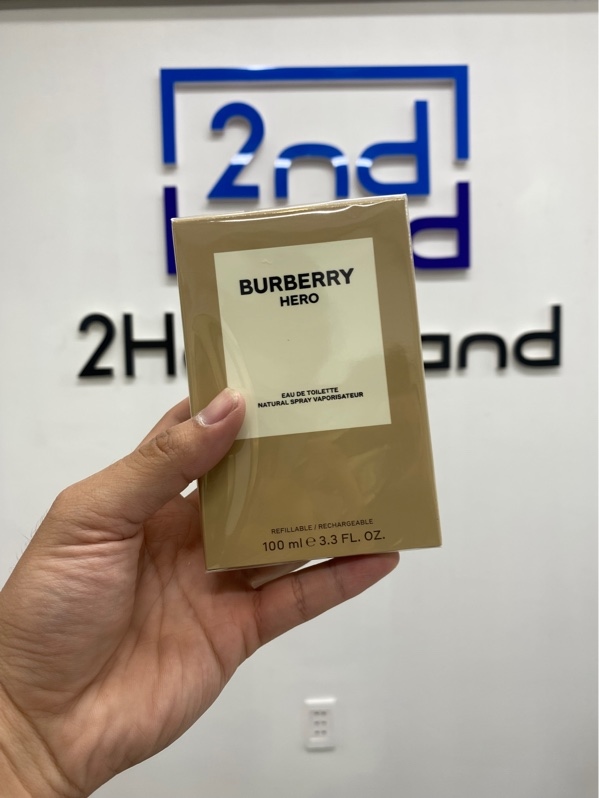 2nd
BURBERRY
HERO
EAU DE TOILETTE
NATURAL SPRAY VAPORISATEUR
REFILLABLE / RECHARGEABLE
100 ml ℮ 3.3 FL. OZ.